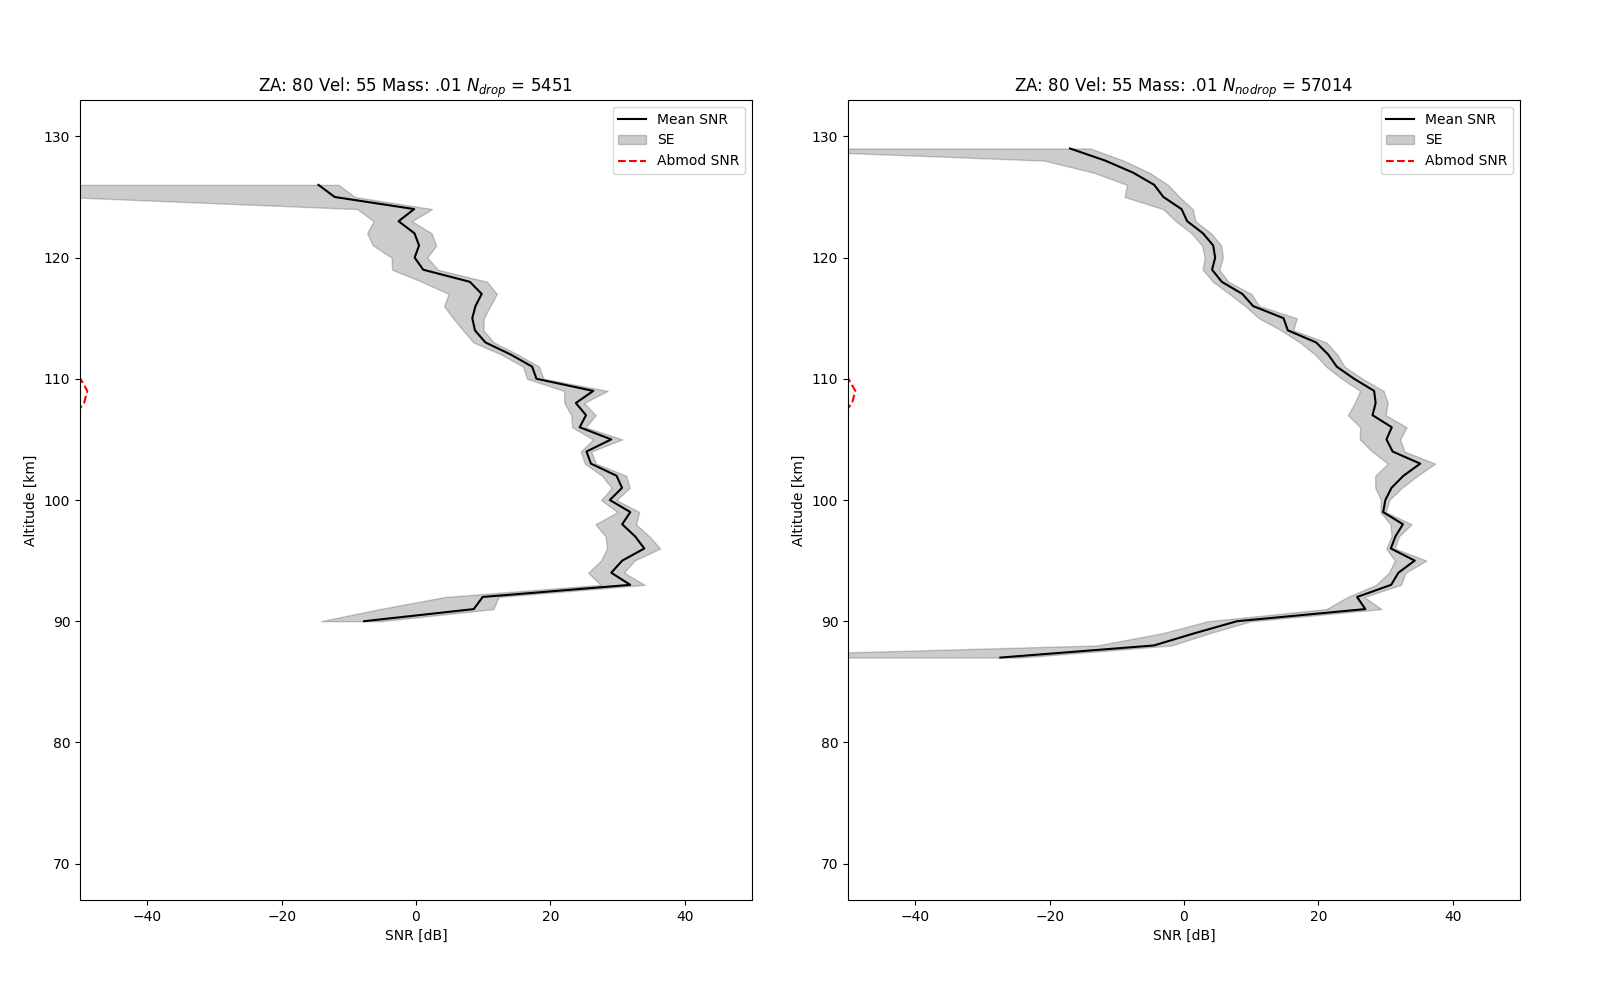 ZA: 80 Vel: 55 Mass: .01 N_drop = 5451
Mean SNR
SE
Abmod SNR
130
120
110
100
90
80
70
Altitude [km]
−40 −20 0 20 40
SNR [dB]
ZA: 80 Vel: 55 Mass: .01 N_nodrop = 57014
Mean SNR
SE
Abmod SNR
130
120
110
100
90
80
70
Altitude [km]
−40 −20 0 20 40
SNR [dB]